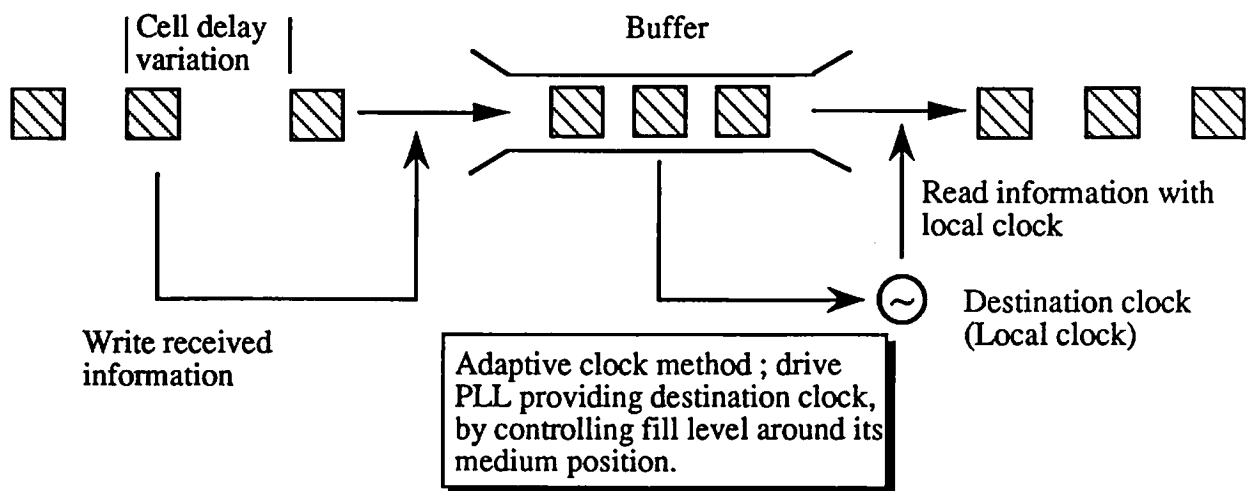 Cell delay
variation
Buffer
Read information with
local clock
~
Destination clock
(Local clock)
Write received
information
Adaptive clock method ; drive
PLL providing destination clock,
by controlling fill level around its
medium position.